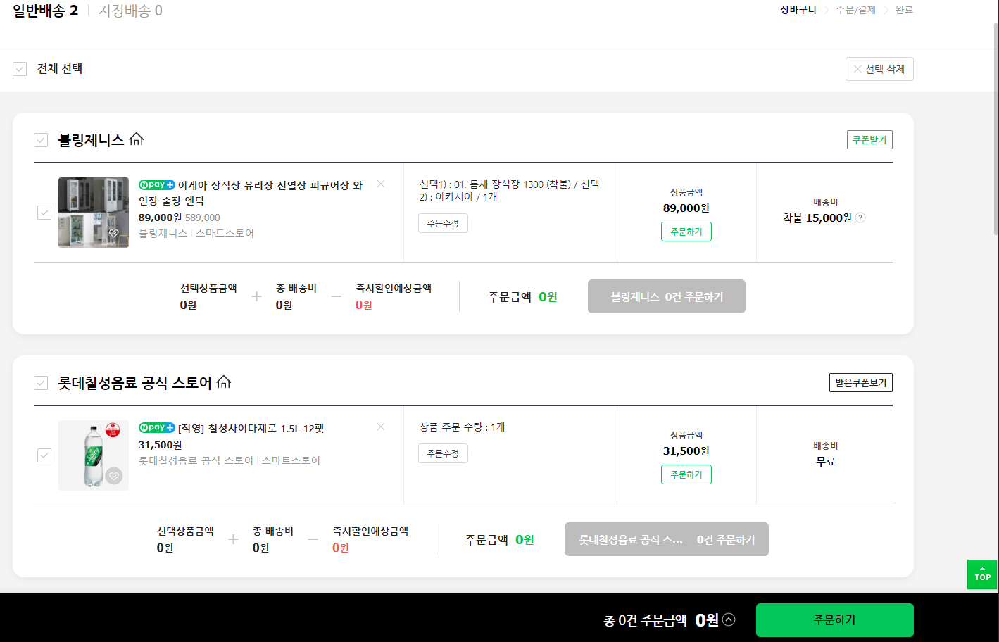 일반배송 2 지정배송 0
장바구니 주문/결제 완료
전체 선택
선택 삭제
블링제니스
쿠폰받기
N pay+ 이케아 장식장 유리장 진열장 피규어장 와
인장 술장 엔틱
89,000원 589,000
블링제니스 스마트스토어
선택1) : 01. 틈새 장식장 1300 (착불) / 선택
2) : 아카시아 / 1개
주문수정
상품금액
89,000원
주문하기
배송비
착불 15,000원 ?
선택상품금액
0원
총 배송비
0원
즉시할인예상금액
0원
주문금액 0원
블링제니스 0건 주문하기
롯데칠성음료 공식 스토어
받은쿠폰보기
N pay+ [직영] 칠성사이다제로 1.5L 12펫
31,500원
롯데칠성음료 공식 스토어 스마트스토어
상품 주문 수량 : 1개
주문수정
상품금액
31,500원
주문하기
배송비
무료
선택상품금액
0원
총 배송비
0원
즉시할인예상금액
0원
주문금액 0원
롯데칠성음료 공식 스... 0건 주문하기
TOP
총 0건 주문금액 0원
주문하기